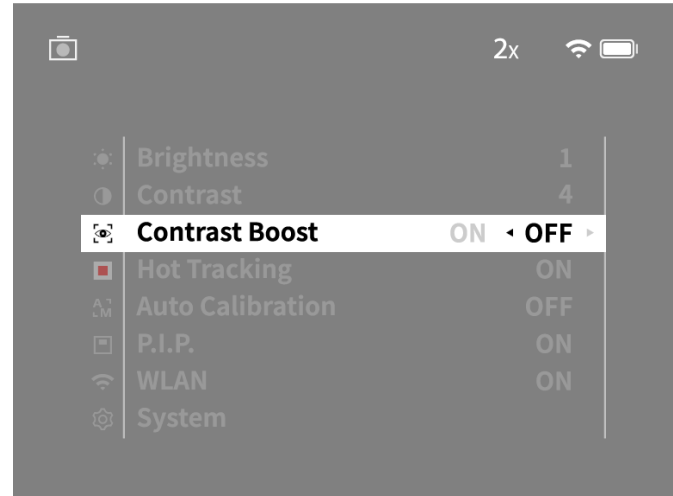 2x
Brightness 1
Contrast 4
Contrast Boost ON OFF
Hot Tracking ON
Auto Calibration OFF
P.I.P. ON
WLAN ON
System